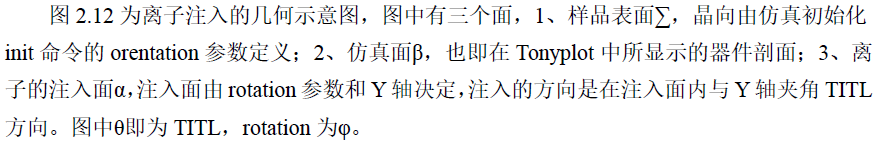 图 2.12 为离子注入的几何示意图，图中有三个面，1、样品表面∑，晶向由仿真初始化
init 命令的 orentation 参数定义；2、仿真面β，也即在 Tonyplot 中所显示的器件剖面；3、离
子的注入面α，注入面由 rotation 参数和 Y 轴决定，注入的方向是在注入面内与 Y 轴夹角 TITL
方向。图中θ即为 TITL，rotation 为φ。